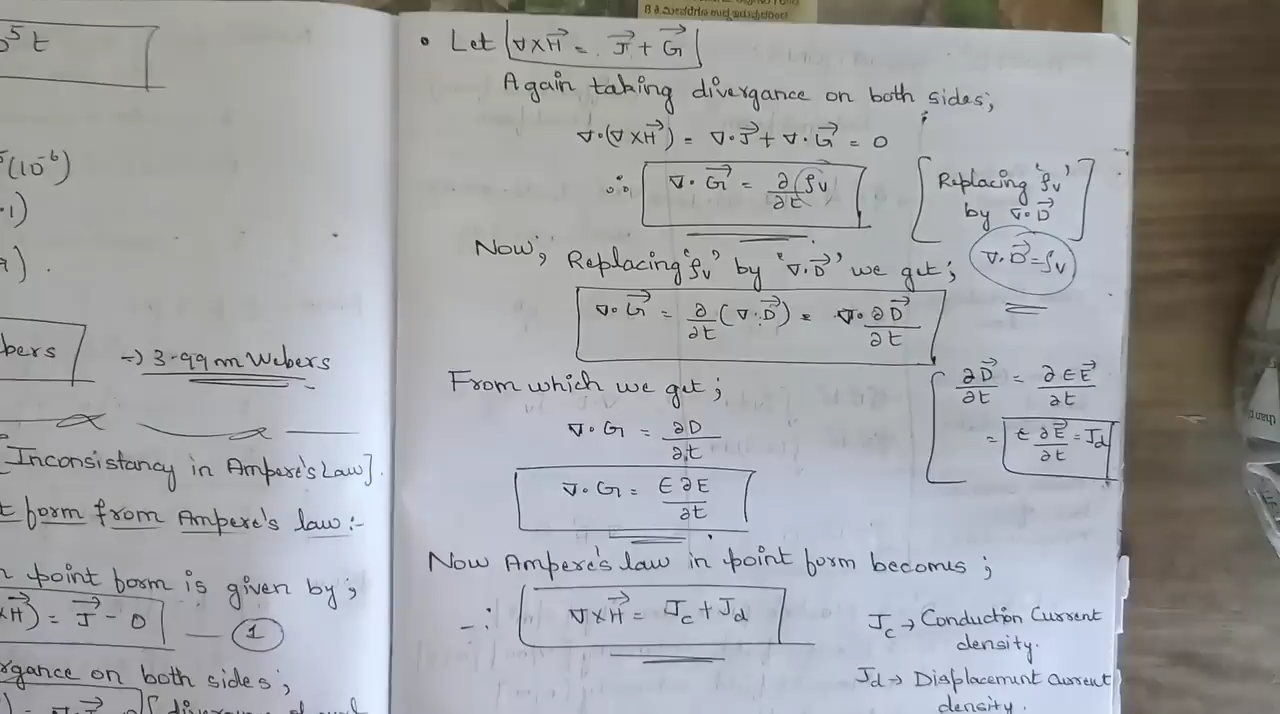 5 t
(10⁻⁶)
⇒) 3.99 m Webers
Inconsistancy in Ampere's Law].
form from Ampere's law :-
point form is given by ;
H⃗) = J⃗ - 0 — ①
on both sides ;
• Let ∇×H⃗ = J⃗ + G⃗
Again taking divergance on both sides;
∇·(∇×H⃗) = ∇·J⃗ + ∇·G⃗ = 0
∴ ∇·G⃗ = ∂ρv/∂t
[Replacing 'ρv'
by ∇·D⃗]
∇·D⃗ = ρv
Now, Replacing 'ρv' by '∇·D⃗' we get;
∇·G⃗ = ∂/∂t (∇·D⃗) = ∇·∂D⃗/∂t
From which we get;
∂D⃗/∂t = ∂ϵE⃗/∂t
= ϵ ∂E⃗/∂t = Jd
∇·G = ∂D/∂t
∇·G = ϵ∂E/∂t
Now Ampere's law in point form becomes ;
∇×H⃗ = Jc + Jd
Jc → Conduction Current
density.
Jd → Displacement Current
density.